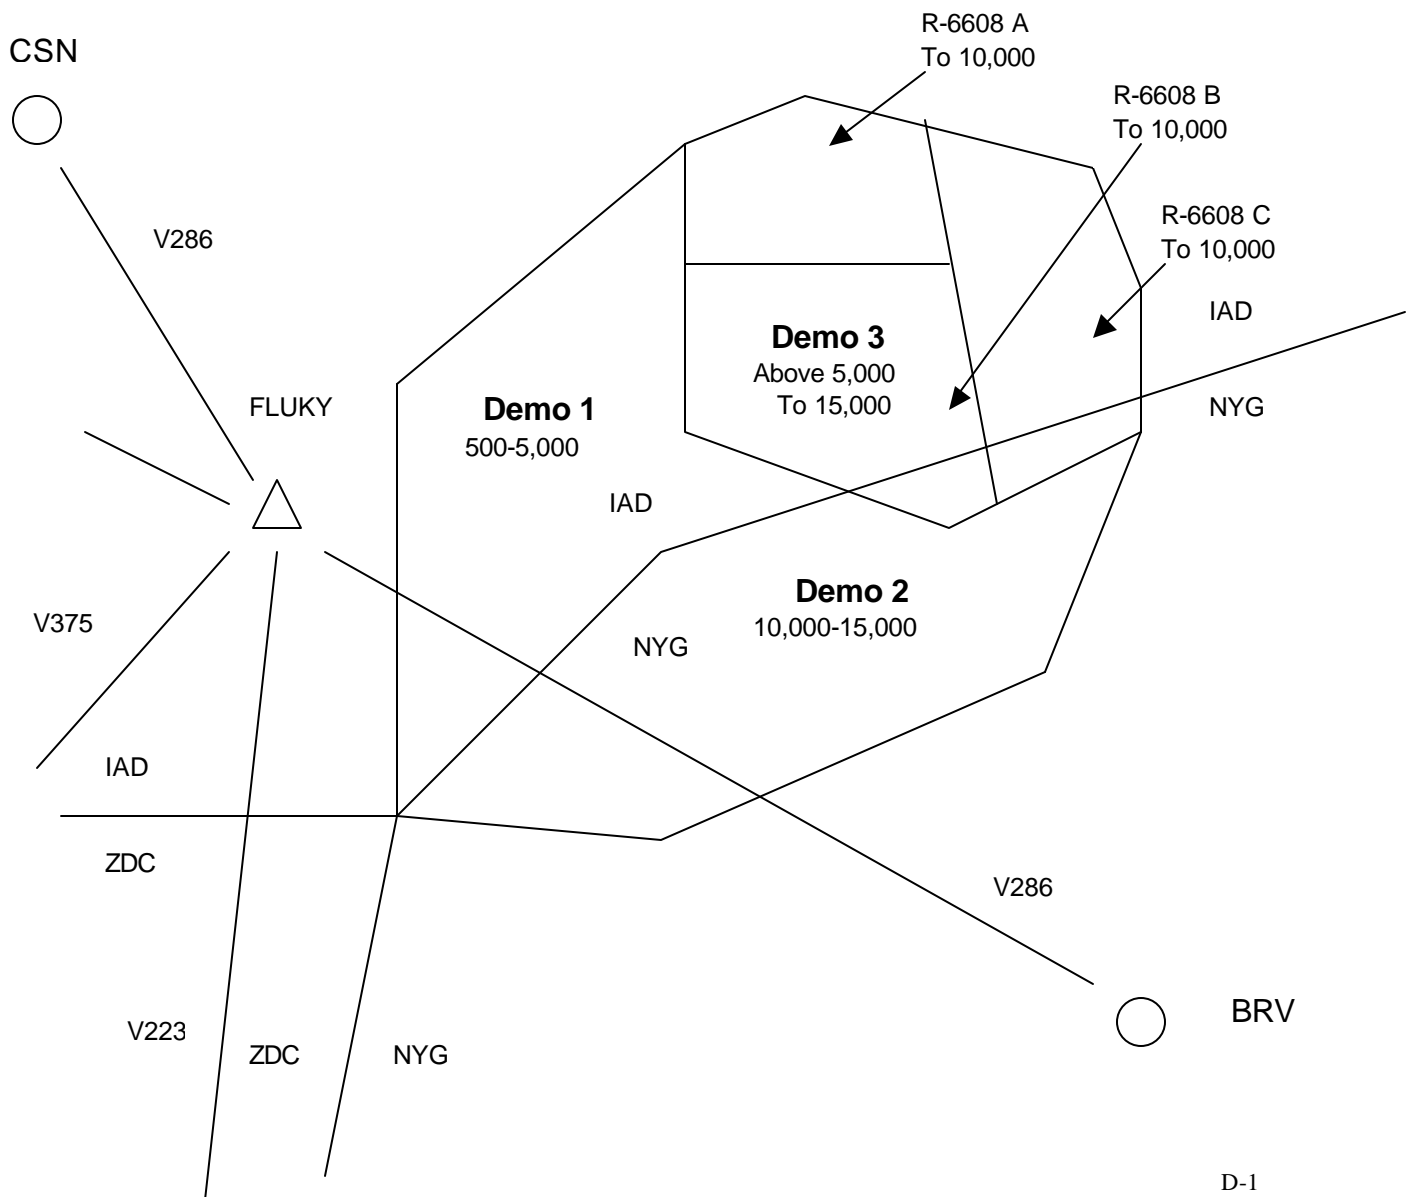 R-6608 A
To 10,000
CSN
R-6608 B
To 10,000
R-6608 C
To 10,000
V286
IAD
Demo 3
Above 5,000
To 15,000
FLUKY
Demo 1
500-5,000
NYG
IAD
Demo 2
10,000-15,000
V375
NYG
IAD
ZDC
V286
BRV
V223
ZDC
NYG
D-1